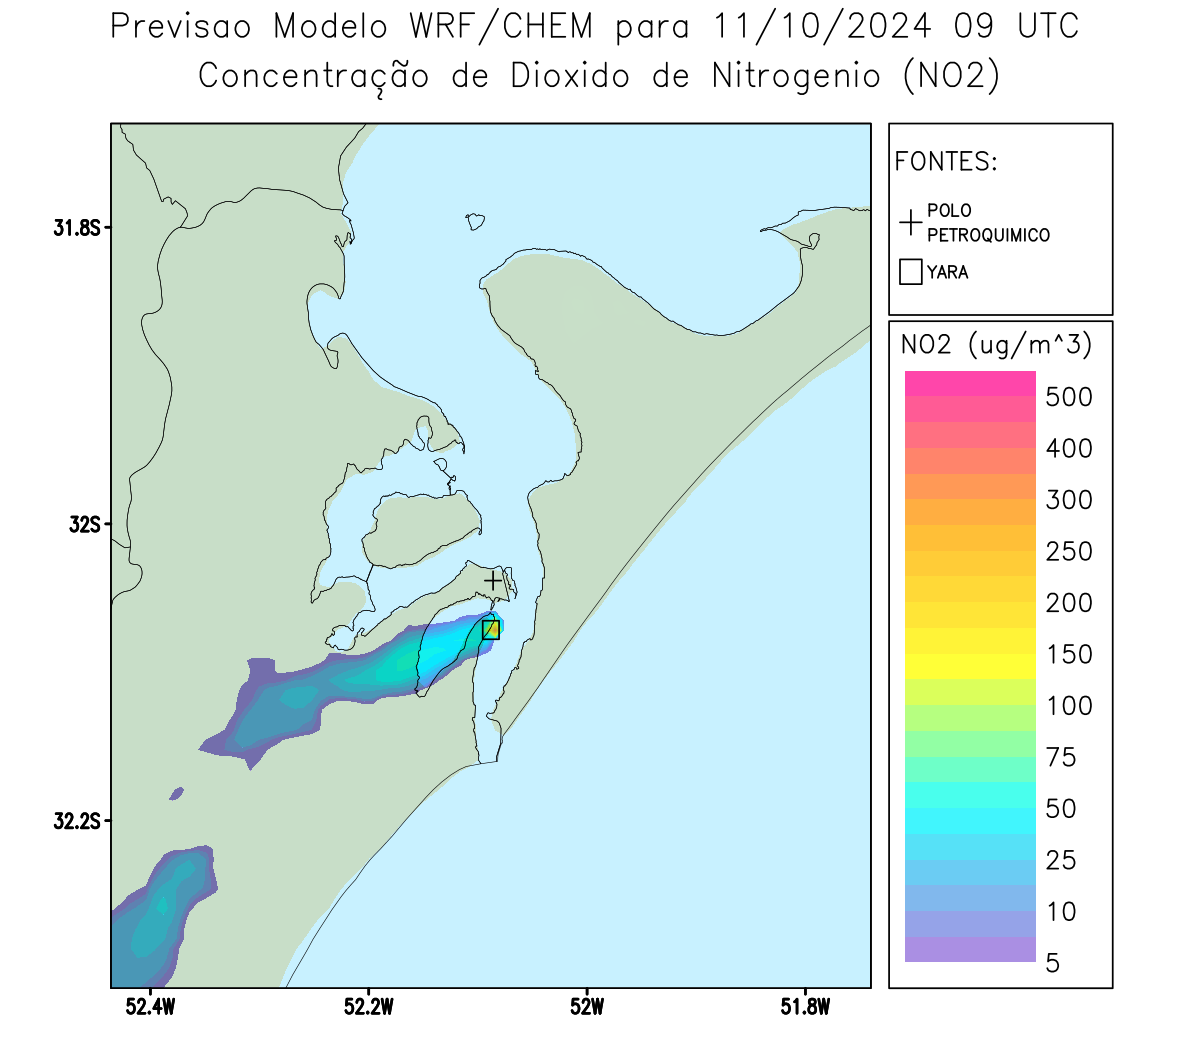 Previsao Modelo WRF/CHEM para 11/10/2024 09 UTC
Concentração de Dioxido de Nitrogenio (NO2)
FONTES:
POLO
PETROQUIMICO
YARA
31.8S
32S
32.2S
52.4W
52.2W
52W
51.8W
NO2 (ug/m^3)
500
400
300
250
200
150
100
75
50
25
10
5